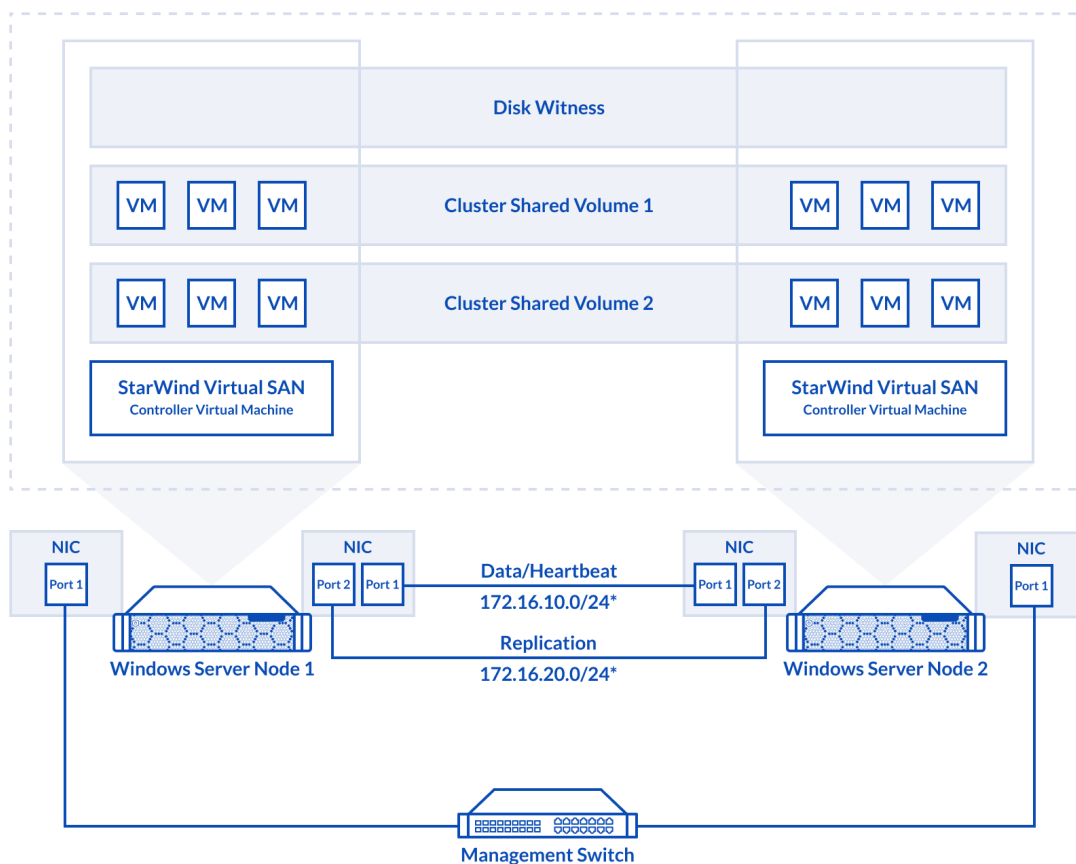 Disk Witness
VM VM VM Cluster Shared Volume 1 VM VM VM
VM VM VM Cluster Shared Volume 2 VM VM VM
StarWind Virtual SAN
Controller Virtual Machine
StarWind Virtual SAN
Controller Virtual Machine
NIC
Port 1
NIC
Port 2 Port 1
Data/Heartbeat
172.16.10.0/24*
NIC
Port 1 Port 2
NIC
Port 1
Replication
172.16.20.0/24*
Windows Server Node 1
Windows Server Node 2
Management Switch